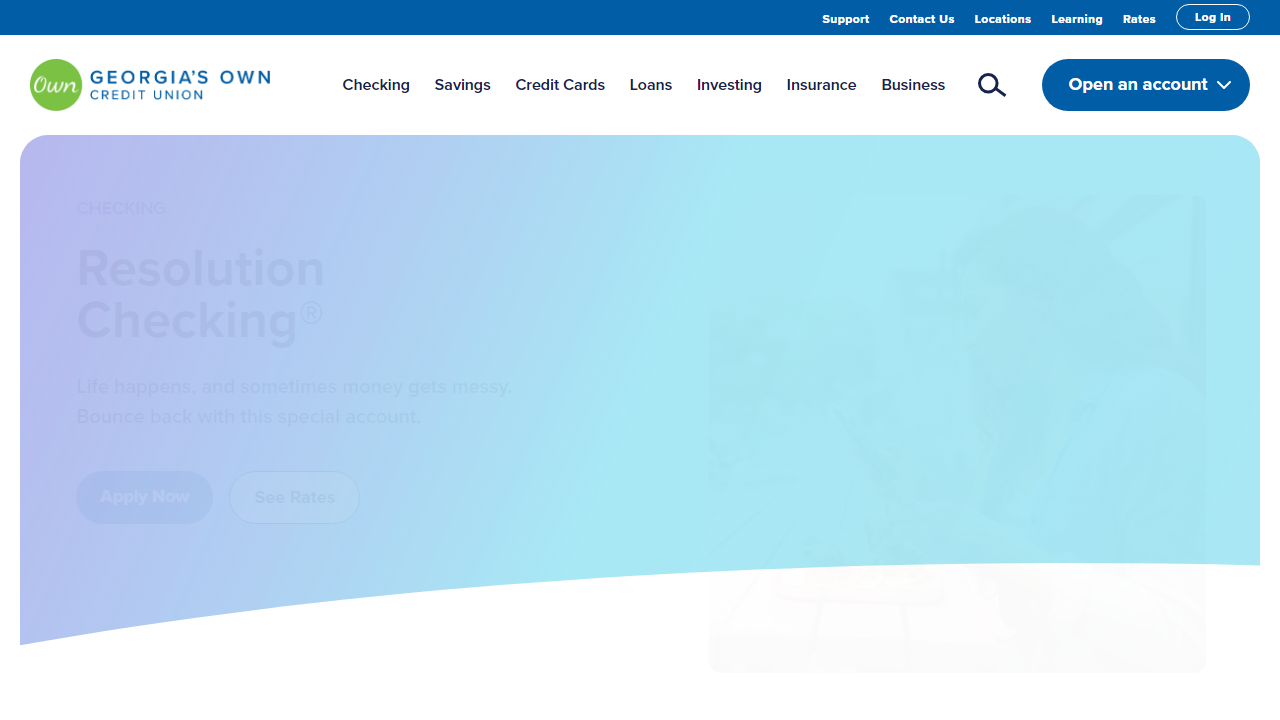 Support Contact Us Locations Learning Rates Log In
Own GEORGIA'S OWN
CREDIT UNION
Checking Savings Credit Cards Loans Investing Insurance Business Open an account
CHECKING
Resolution
Checking®
Life happens, and sometimes money gets messy.
Bounce back with this special account.
Apply Now See Rates